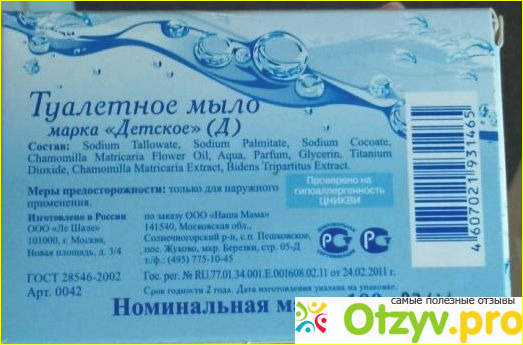 Туалетное мыло
марка «Детское» (Д)
Состав: Sodium Tallowate, Sodium Palmitate, Sodium Cocoate,
Chamomilla Matricaria Flower Oil, Aqua, Parfum, Glycerin, Titanium
Dioxide, Chamomilla Matricaria Extract, Bidens Tripartitus Extract.
Меры предосторожности: только для наружного
применения.
Проверено на
гипоаллергенность
ЦНИКВИ
Изготовлено в России
ООО «Ле Шале»
101000, г. Москва,
Новая площадь, д. 3/4
по заказу ООО «Наша Мама»
141540, Московская обл.,
Солнечногорский р-н, с.п. Пешковское,
пос. Жуково, мкр. Березки, стр. 05-Д
т./ф.: (495) 775-10-45
РСТ
РСТ
4 607021 931465
ГОСТ 28546-2002
Арт. 0042
Гос. рег. № RU.77.01.34.001.Е.001608.02.11 от 24.02.2011 г.
Срок годности 2 года. Дата изготовления указана на упаковке.
Номинальная
самые полезные отзывы
Otzyv.pro